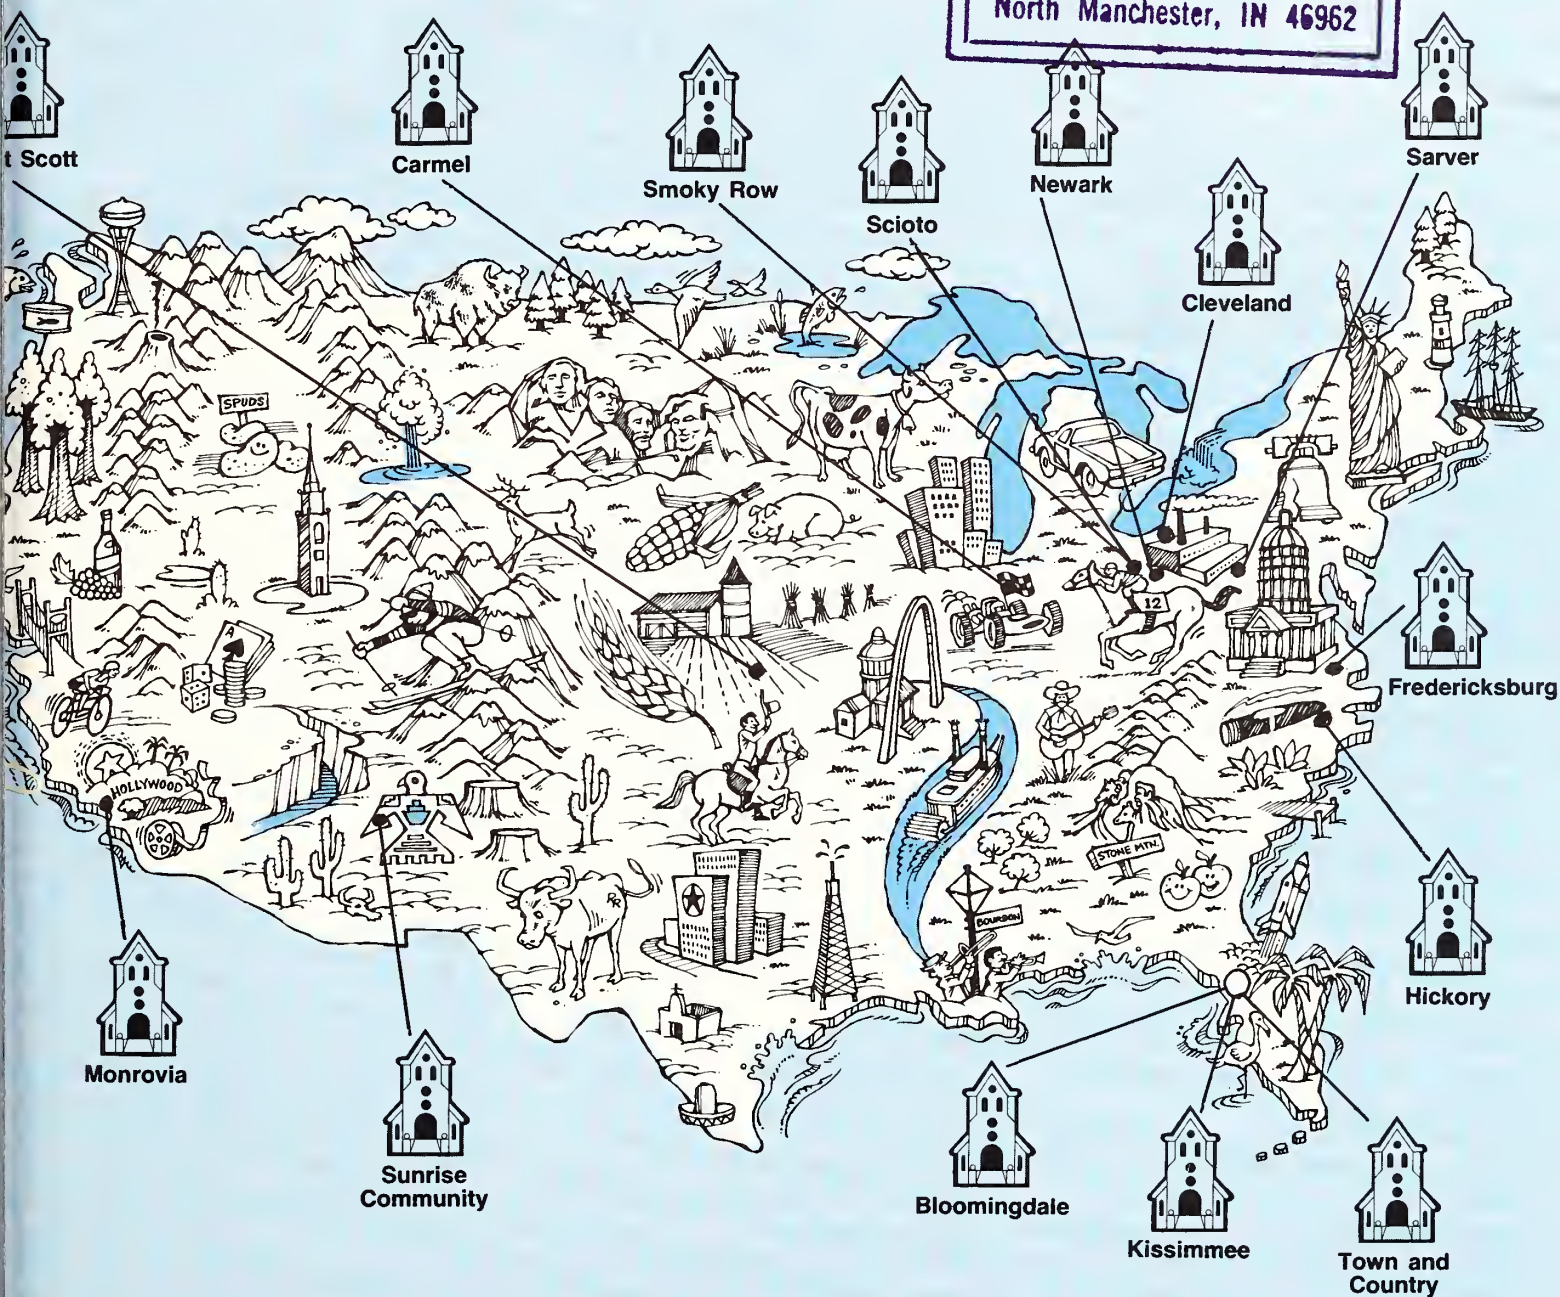 North Manchester, IN 46962
t Scott
Carmel
Smoky Row
Scioto
Newark
Cleveland
Sarver
SPUDS
A
12
Fredericksburg
HOLLYWOOD
STONE MTN.
BOURBON
Hickory
Monrovia
Sunrise
Community
Bloomingdale
Kissimmee
Town and
Country